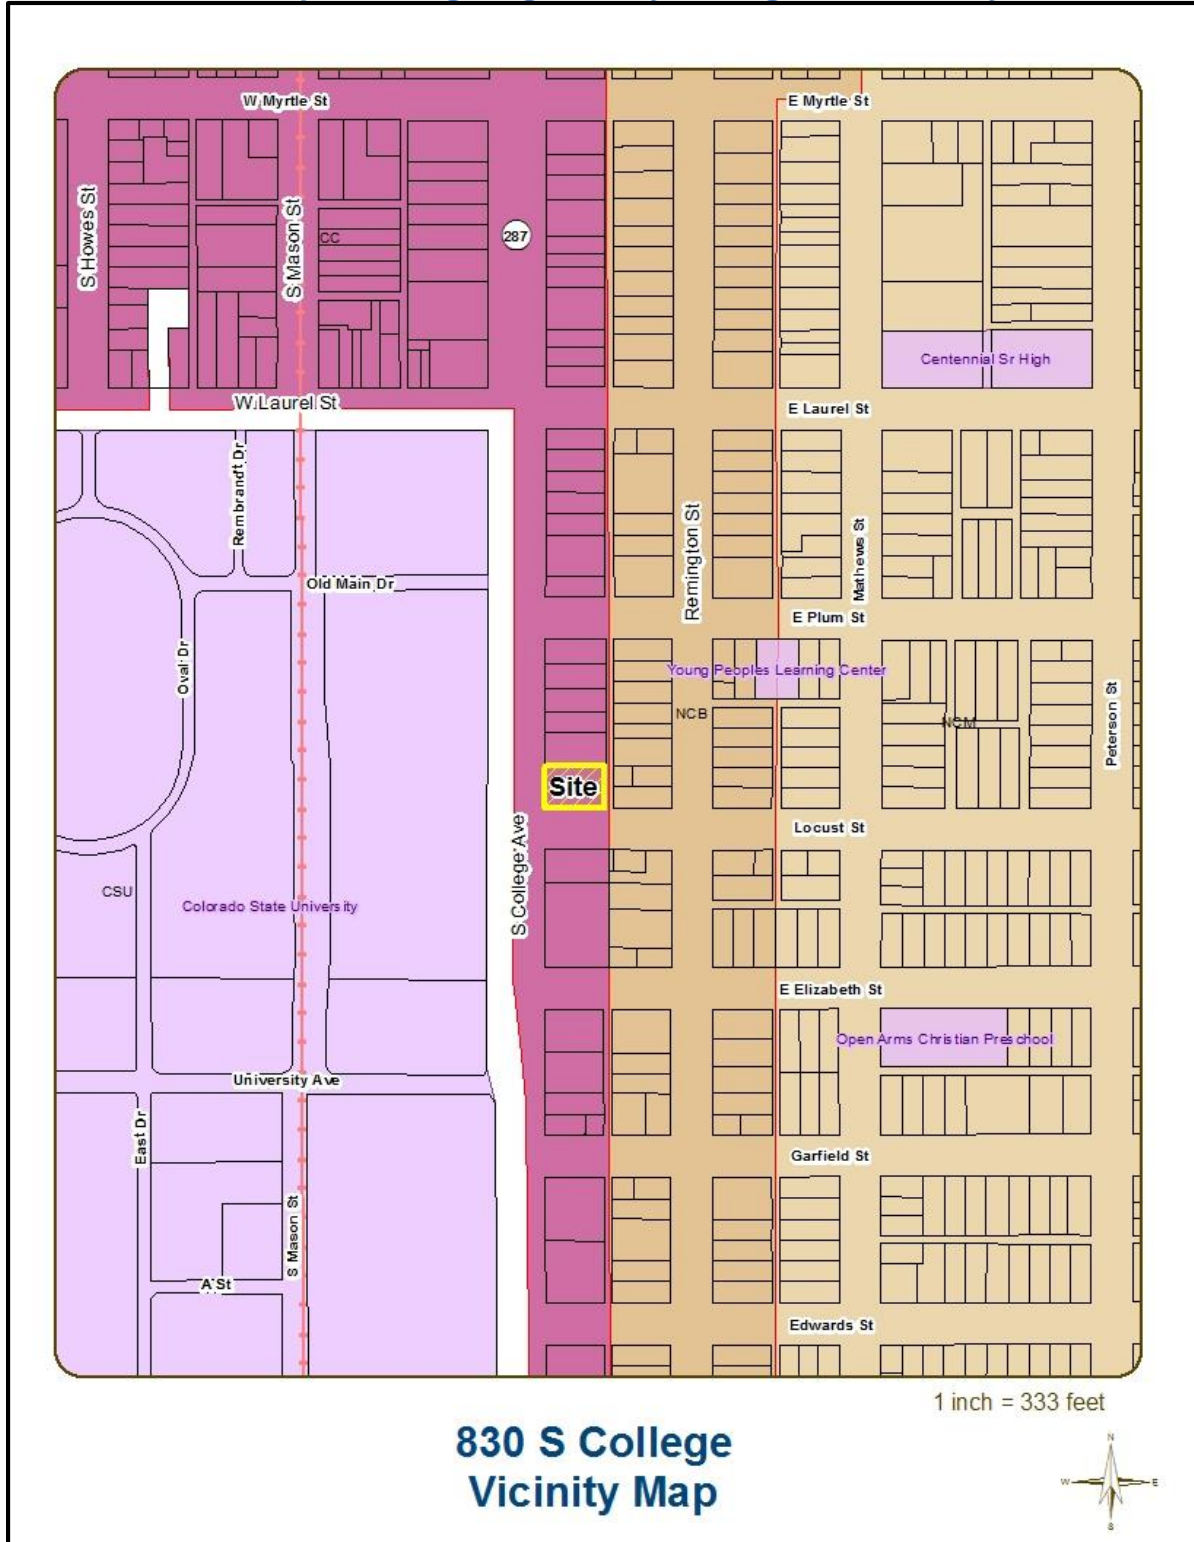 W Myrtle St
E Myrtle St
S Howes St
S Mason St
CC
287
Centennial Sr High
W Laurel St
E Laurel St
Rembrandt Dr
Remington St
Mathews St
Old Main Dr
E Plum St
Oval Dr
Young Peoples Learning Center
NCB
NCM
Peterson St
Site
Locust St
S College Ave
CSU
Colorado State University
E Elizabeth St
Open Arms Christian Preschool
University Ave
East Dr
Garfield St
S Mason St
A St
Edwards St
1 inch = 333 feet
830 S College
Vicinity Map
N
W
E
S